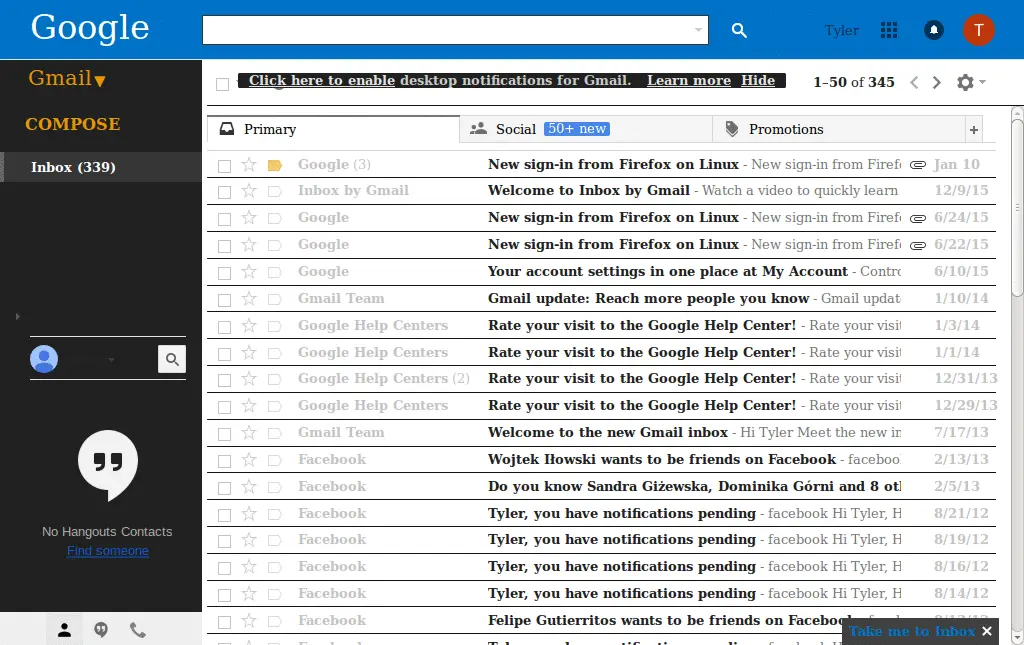 Google
Tyler
T
Gmail
Click here to enable desktop notifications for Gmail. Learn more Hide
1–50 of 345
COMPOSE
Inbox (339)
Primary
Social 50+ new
Promotions
+
Google (3) New sign-in from Firefox on Linux - New sign-in from Firef Jan 10
Inbox by Gmail Welcome to Inbox by Gmail - Watch a video to quickly learn 12/9/15
Google New sign-in from Firefox on Linux - New sign-in from Firef 6/24/15
Google New sign-in from Firefox on Linux - New sign-in from Firef 6/22/15
Google Your account settings in one place at My Account - Contro 6/10/15
Gmail Team Gmail update: Reach more people you know - Gmail updat 1/10/14
Google Help Centers Rate your visit to the Google Help Center! - Rate your visit 1/3/14
Google Help Centers Rate your visit to the Google Help Center! - Rate your visit 1/1/14
Google Help Centers (2) Rate your visit to the Google Help Center! - Rate your visit 12/31/13
Google Help Centers Rate your visit to the Google Help Center! - Rate your visit 12/29/13
Gmail Team Welcome to the new Gmail inbox - Hi Tyler Meet the new in 7/17/13
Facebook Wojtek Iłowski wants to be friends on Facebook - faceboo 2/13/13
Facebook Do you know Sandra Giżewska, Dominika Górni and 8 oth 2/5/13
Facebook Tyler, you have notifications pending - facebook Hi Tyler, H 8/21/12
Facebook Tyler, you have notifications pending - facebook Hi Tyler, H 8/19/12
Facebook Tyler, you have notifications pending - facebook Hi Tyler, H 8/16/12
Facebook Tyler, you have notifications pending - facebook Hi Tyler, H 8/14/12
Facebook Felipe Gutierritos wants to be friends on Facebook
No Hangouts Contacts
Find someone
Take me to Inbox